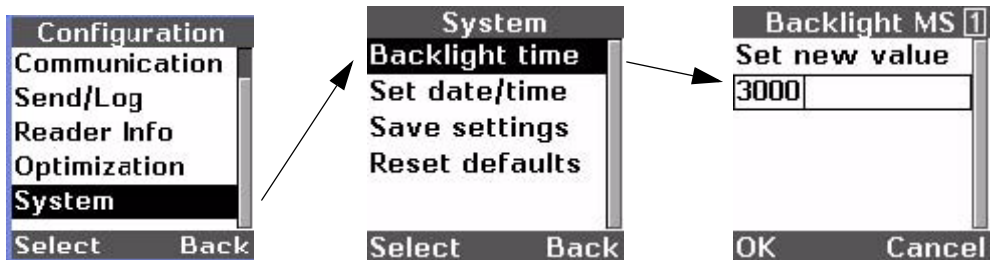 Configuration
Communication
Send/Log
Reader Info
Optimization
System
Select Back
System
Backlight time
Set date/time
Save settings
Reset defaults
Select Back
Backlight MS 1
Set new value
3000
OK Cancel